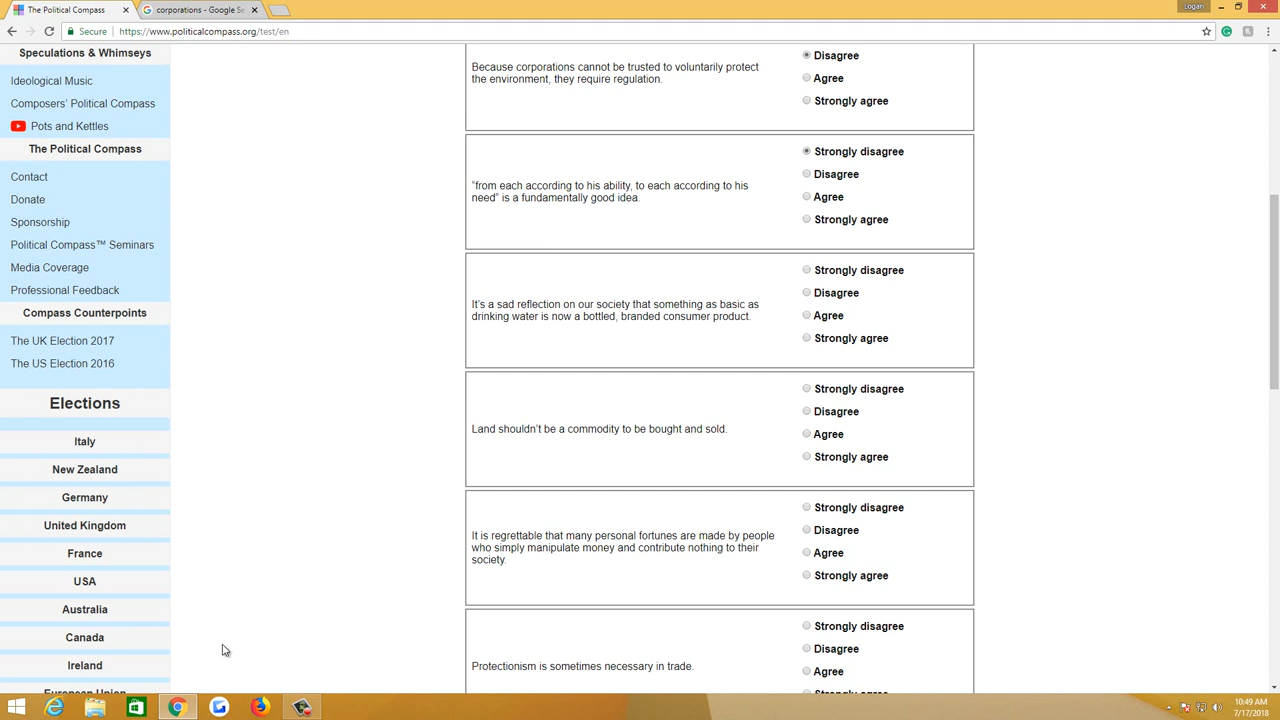 The Political Compass
corporations - Google Se
Logan
Secure
https://www.politicalcompass.org/test/en
Speculations & Whimseys
Ideological Music
Composers' Political Compass
Pots and Kettles
The Political Compass
Contact
Donate
Sponsorship
Political Compass™ Seminars
Media Coverage
Professional Feedback
Compass Counterpoints
The UK Election 2017
The US Election 2016
Elections
Italy
New Zealand
Germany
United Kingdom
France
USA
Australia
Canada
Ireland
European Union
Because corporations cannot be trusted to voluntarily protect
the environment, they require regulation.
Disagree
Agree
Strongly agree
“from each according to his ability, to each according to his
need” is a fundamentally good idea.
Strongly disagree
Disagree
Agree
Strongly agree
It’s a sad reflection on our society that something as basic as
drinking water is now a bottled, branded consumer product.
Strongly disagree
Disagree
Agree
Strongly agree
Land shouldn’t be a commodity to be bought and sold.
Strongly disagree
Disagree
Agree
Strongly agree
It is regrettable that many personal fortunes are made by people
who simply manipulate money and contribute nothing to their
society.
Strongly disagree
Disagree
Agree
Strongly agree
Protectionism is sometimes necessary in trade.
Strongly disagree
Disagree
Agree
Strongly agree
10:49 AM
7/17/2018